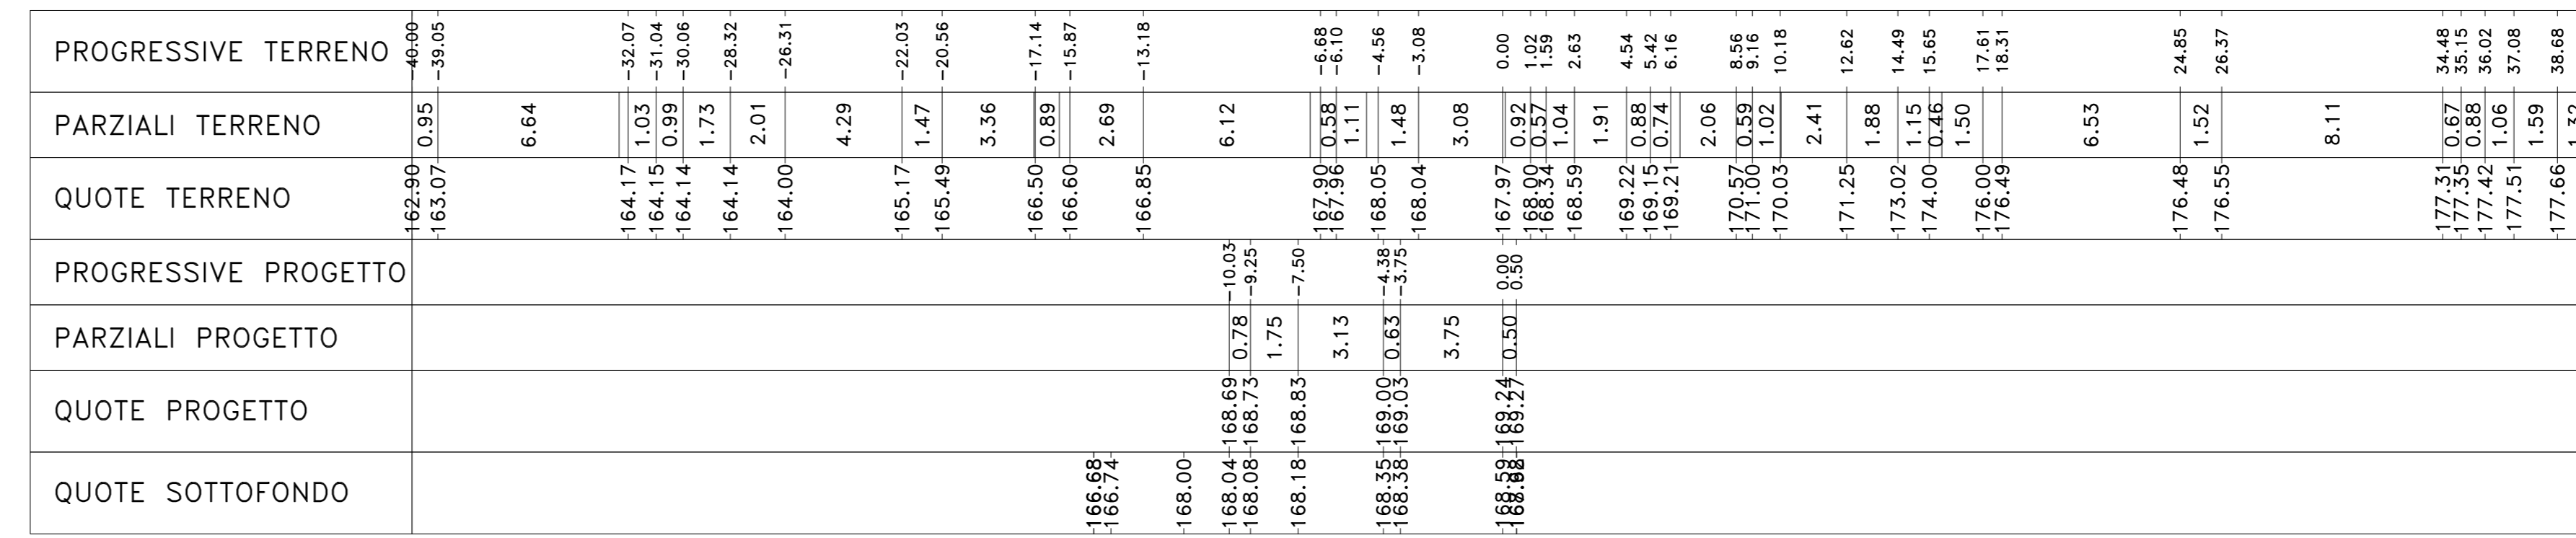 PROGRESSIVE TERRENO -40.00 -39.05 -32.07 -31.04 -30.06 -28.32 -26.31 -22.03 -20.56 -17.14 -15.87 -13.18 -6.68 -6.10 -4.56 -3.08 0.00 1.02 1.59 2.63 4.54 5.42 6.16 8.56 9.16 10.18 12.62 14.49 15.65 17.61 18.31 24.85 26.37 34.48 35.15 36.02 37.08 38.68
PARZIALI TERRENO 0.95 6.64 1.03 0.99 1.73 2.01 4.29 1.47 3.36 0.89 2.69 6.12 0.58 1.11 1.48 3.08 0.92 0.57 1.04 1.91 0.88 0.74 2.06 0.59 1.02 2.41 1.88 1.15 0.46 1.50 6.53 1.52 8.11 0.67 0.88 1.06 1.59
QUOTE TERRENO 162.90 163.07 164.17 164.15 164.14 164.14 164.00 165.17 165.49 166.50 166.60 166.85 167.90 167.96 168.05 168.04 167.97 168.00 168.34 168.59 169.22 169.15 169.21 170.57 171.00 170.03 171.25 173.02 174.00 176.00 176.49 176.48 176.55 177.31 177.35 177.42 177.51 177.66
PROGRESSIVE PROGETTO -10.03 -9.25 -7.50 -4.38 -3.75 0.00 0.50
PARZIALI PROGETTO 0.78 1.75 3.13 0.63 3.75 0.50
QUOTE PROGETTO 168.69 168.73 168.83 169.00 169.03 169.24 169.27
QUOTE SOTTOFONDO 166.68 166.74 168.00 168.04 168.08 168.18 168.35 168.38 168.59